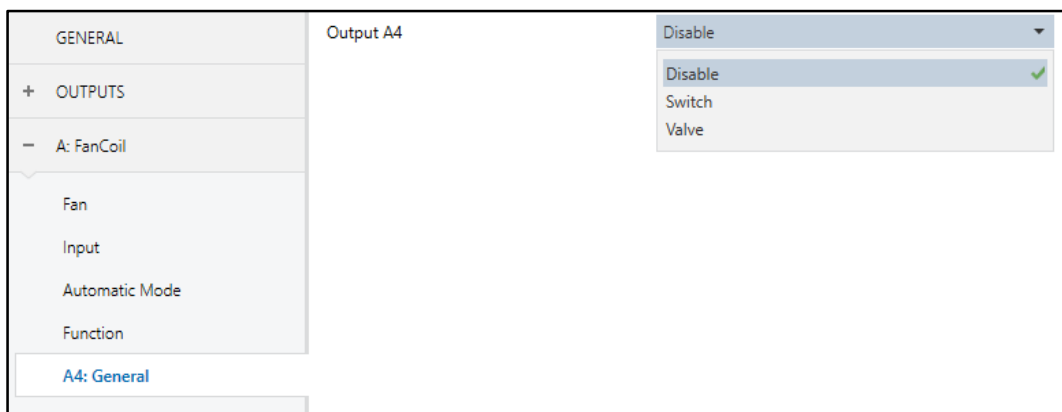 GENERAL
+ OUTPUTS
− A: FanCoil
Fan
Input
Automatic Mode
Function
A4: General
Output A4
Disable
Disable
Switch
Valve